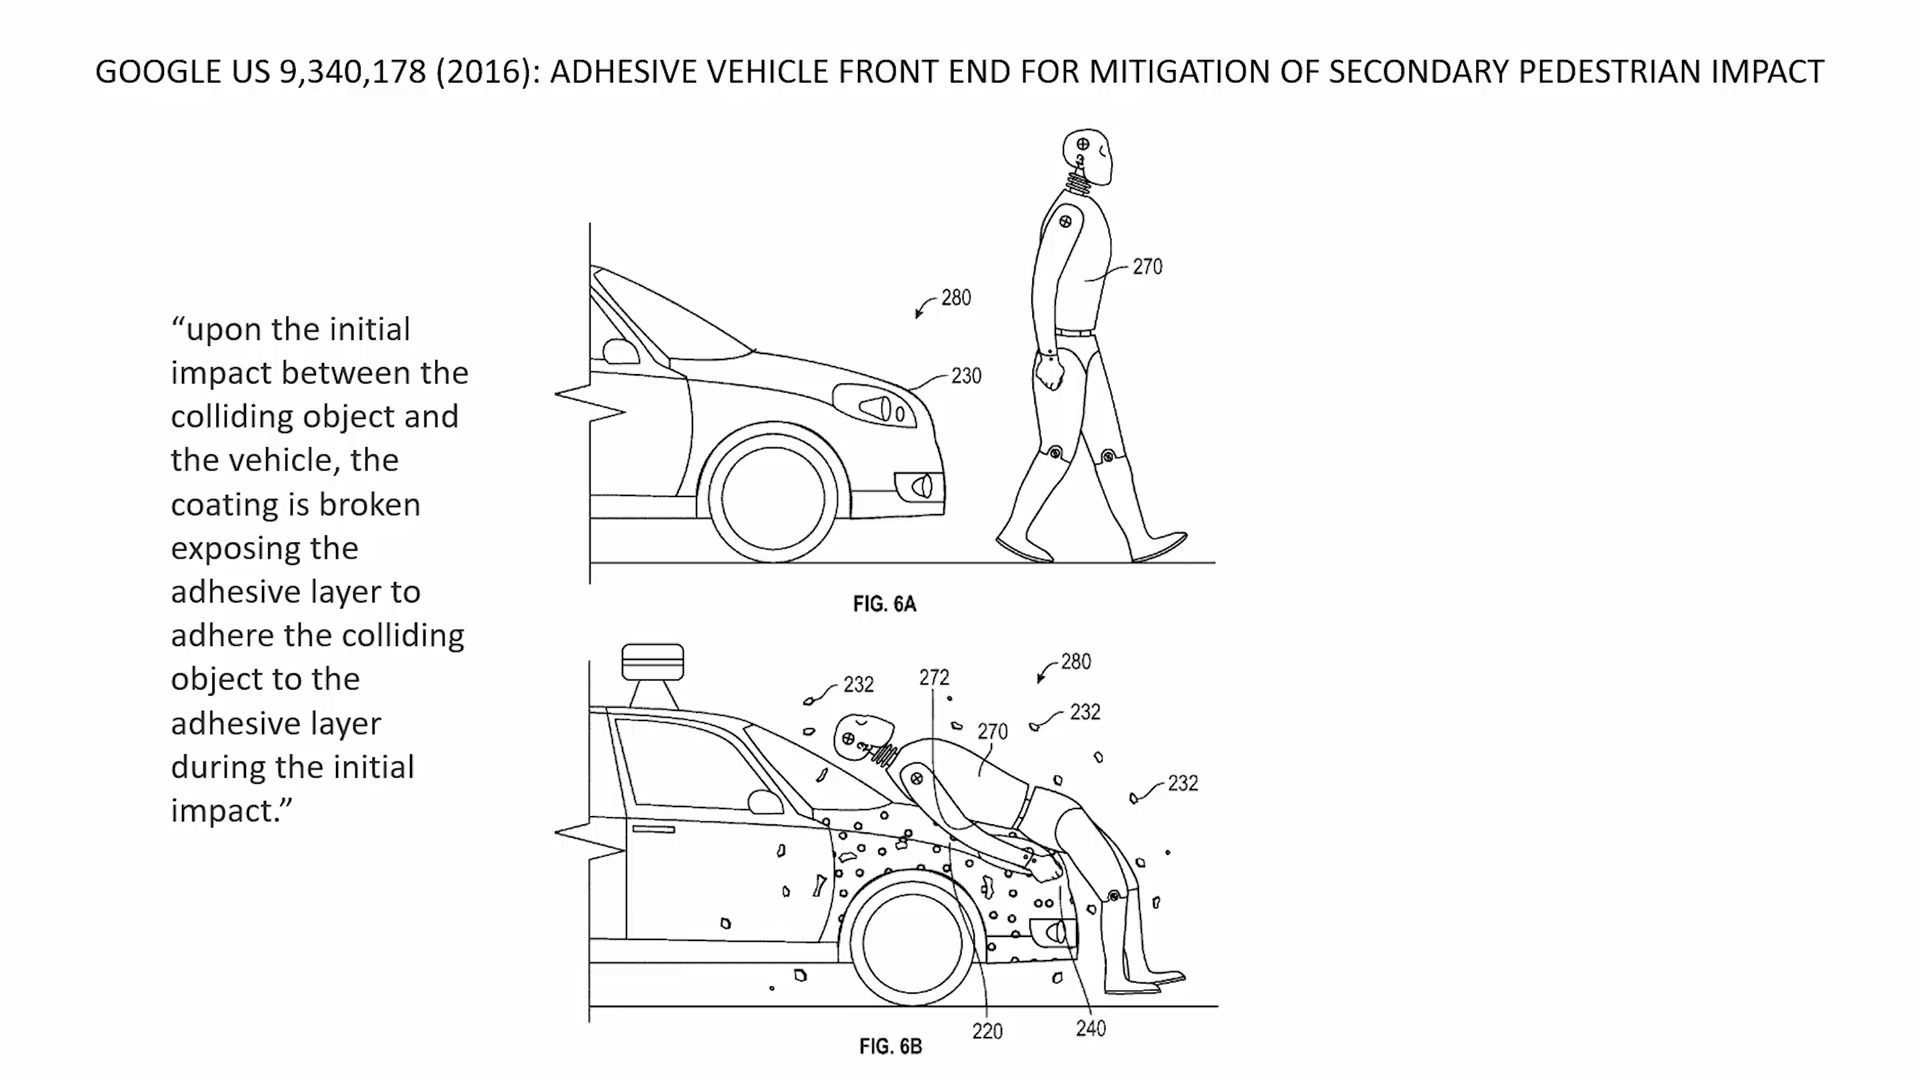 GOOGLE US 9,340,178 (2016): ADHESIVE VEHICLE FRONT END FOR MITIGATION OF SECONDARY PEDESTRIAN IMPACT
“upon the initial
impact between the
colliding object and
the vehicle, the
coating is broken
exposing the
adhesive layer to
adhere the colliding
object to the
adhesive layer
during the initial
impact.”
270
280
230
FIG. 6A
280
272
232
232
270
232
220
240
FIG. 6B